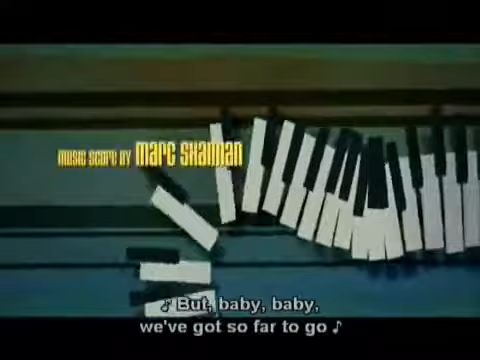 music score by marc shaiman
♪ But, baby, baby,
we've got so far to go ♪